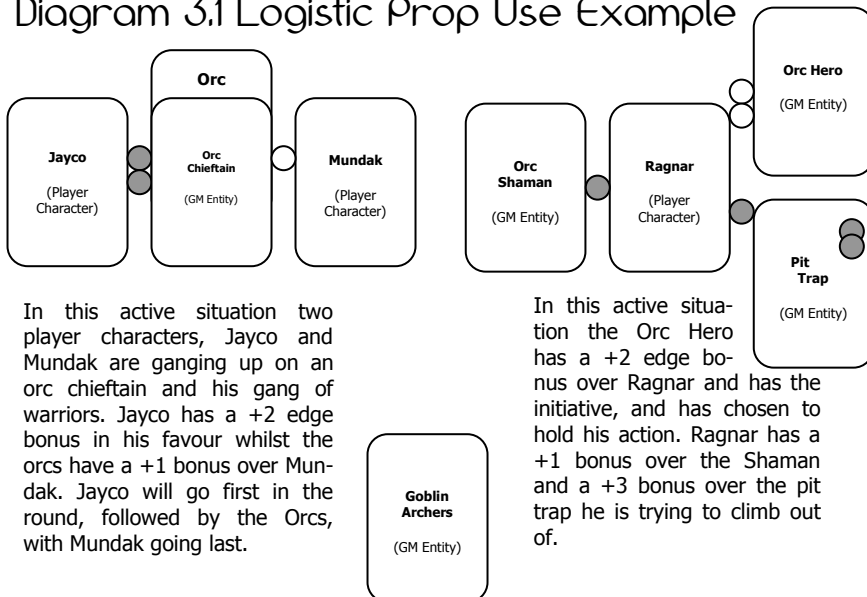 Diagram 3.1 Logistic Prop Use Example
Orc
Jayco
(Player
Character)
Orc
Chieftain
(GM Entity)
Mundak
(Player
Character)
Orc
Shaman
(GM Entity)
Ragnar
(Player
Character)
Orc Hero
(GM Entity)
Pit
Trap
(GM Entity)
In this active situation two
player characters, Jayco and
Mundak are ganging up on an
orc chieftain and his gang of
warriors. Jayco has a +2 edge
bonus in his favour whilst the
orcs have a +1 bonus over Mun-
dak. Jayco will go first in the
round, followed by the Orcs,
with Mundak going last.
Goblin
Archers
(GM Entity)
In this active situa-
tion the Orc Hero
has a +2 edge bo-
nus over Ragnar and has the
initiative, and has chosen to
hold his action. Ragnar has a
+1 bonus over the Shaman
and a +3 bonus over the pit
trap he is trying to climb out
of.